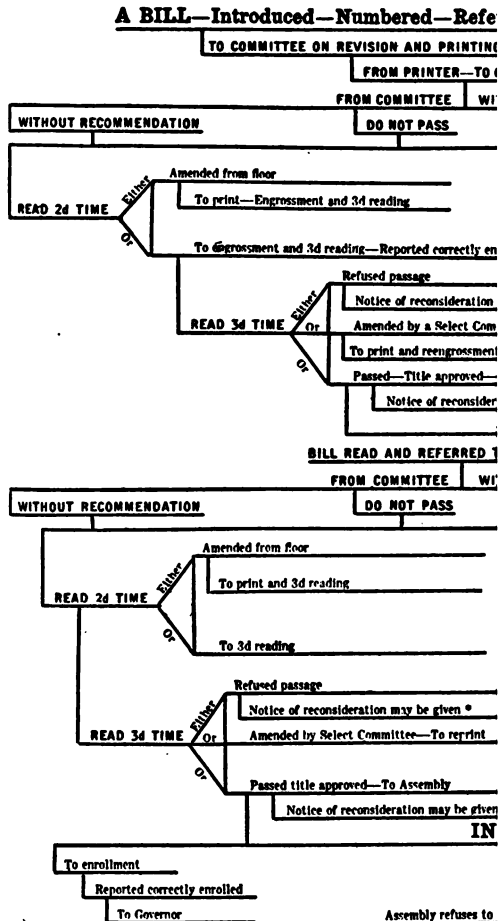 A BILL—Introduced—Numbered—Refe
TO COMMITTEE ON REVISION AND PRINTING
FROM PRINTER—TO
FROM COMMITTEE WI
WITHOUT RECOMMENDATION
DO NOT PASS
Amended from floor
Either
To print—Engrossment and 3d reading
READ 2d TIME
Or
To engrossment and 3d reading—Reported correctly en
Refused passage
Either
Notice of reconsideration
READ 3d TIME
Or
Amended by a Select Com
To print and reengrossment
Or
Passed—Title approved—
Notice of reconsider
BILL READ AND REFERRED T
FROM COMMITTEE WI
WITHOUT RECOMMENDATION
DO NOT PASS
Amended from floor
Either
To print and 3d reading
READ 2d TIME
Or
To 3d reading
Refused passage
Either
Notice of reconsideration may be given *
READ 3d TIME
Or
Amended by Select Committee—To reprint
Or
Passed title approved—To Assembly
Notice of reconsideration may be given
IN
To enrollment
Reported correctly enrolled
To Governor
Assembly refuses to